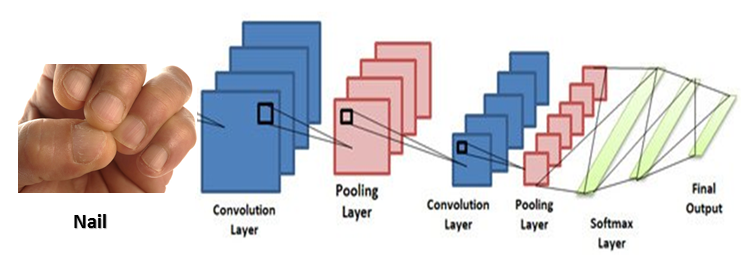 Nail
Convolution
Layer
Pooling
Layer
Convolution
Layer
Pooling
Layer
Softmax
Layer
Final
Output